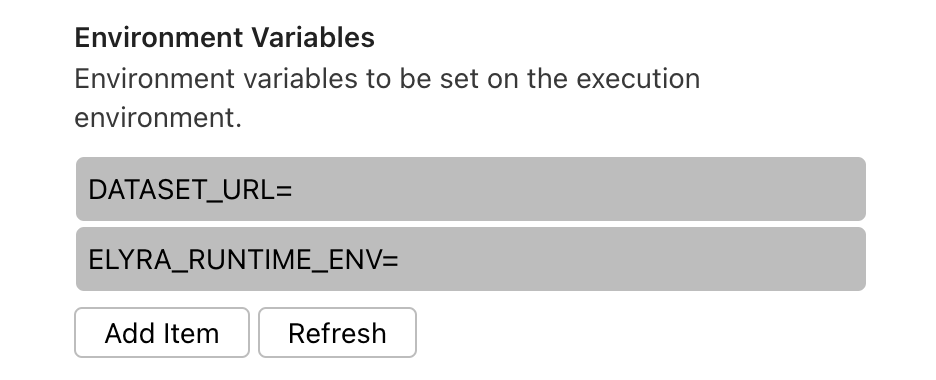 Environment Variables
Environment variables to be set on the execution
environment.
DATASET_URL=
ELYRA_RUNTIME_ENV=
Add Item
Refresh